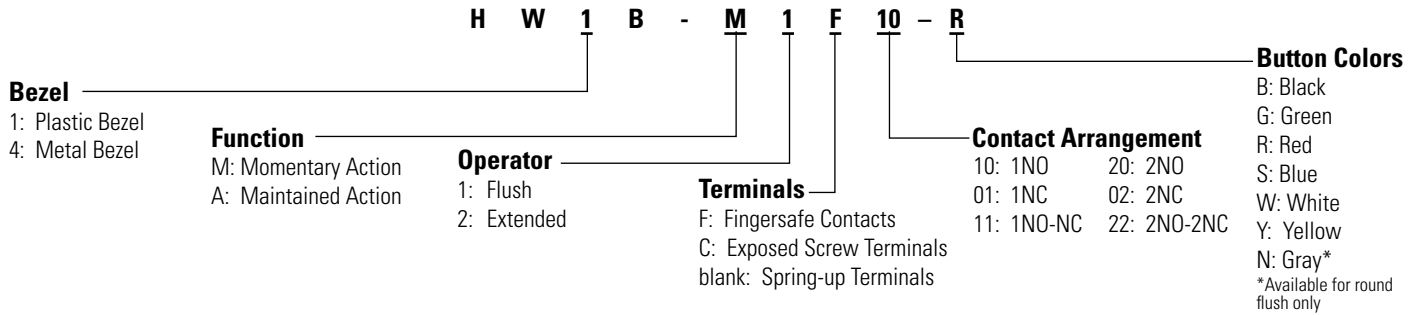 H W 1 B - M 1 F 10 – R
Bezel
1: Plastic Bezel
4: Metal Bezel
Function
M: Momentary Action
A: Maintained Action
Operator
1: Flush
2: Extended
Terminals
F: Fingersafe Contacts
C: Exposed Screw Terminals
blank: Spring-up Terminals
Contact Arrangement
10: 1NO 20: 2NO
01: 1NC 02: 2NC
11: 1NO-NC 22: 2NO-2NC
Button Colors
B: Black
G: Green
R: Red
S: Blue
W: White
Y: Yellow
N: Gray*
*Available for round
flush only